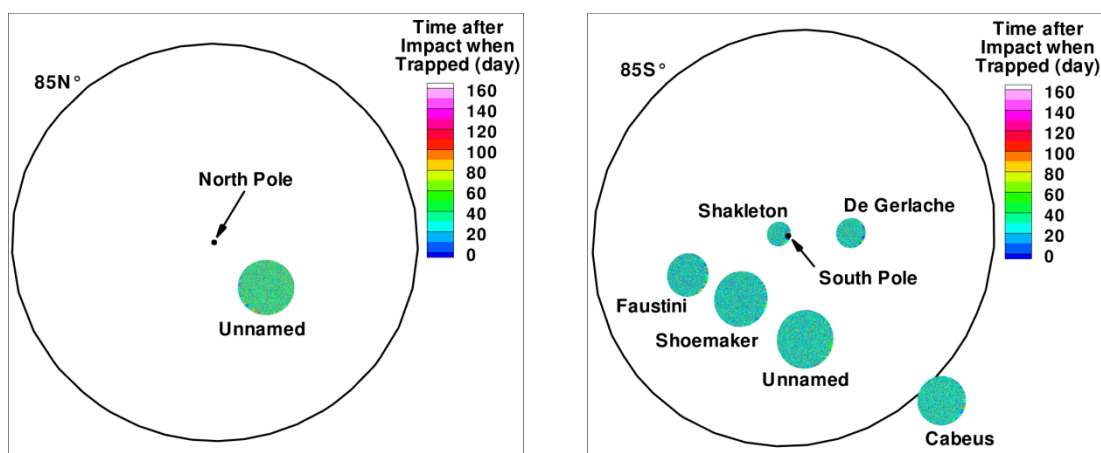 85N°
Time after
Impact when
Trapped (day)
160
140
120
100
80
60
40
20
0
North Pole
Unnamed
85S°
Time after
Impact when
Trapped (day)
160
140
120
100
80
60
40
20
0
Shakleton
De Gerlache
South Pole
Faustini
Shoemaker
Unnamed
Cabeus